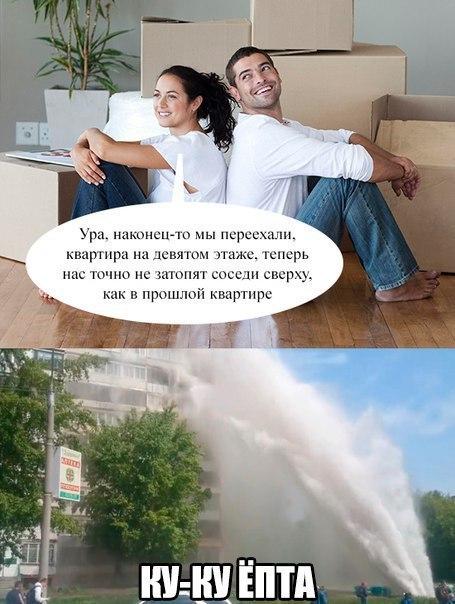 Ура, наконец-то мы переехали,
квартира на девятом этаже, теперь
нас точно не затопят соседи сверху,
как в прошлой квартире
АПТЕКА
КУ-КУ ЁПТА